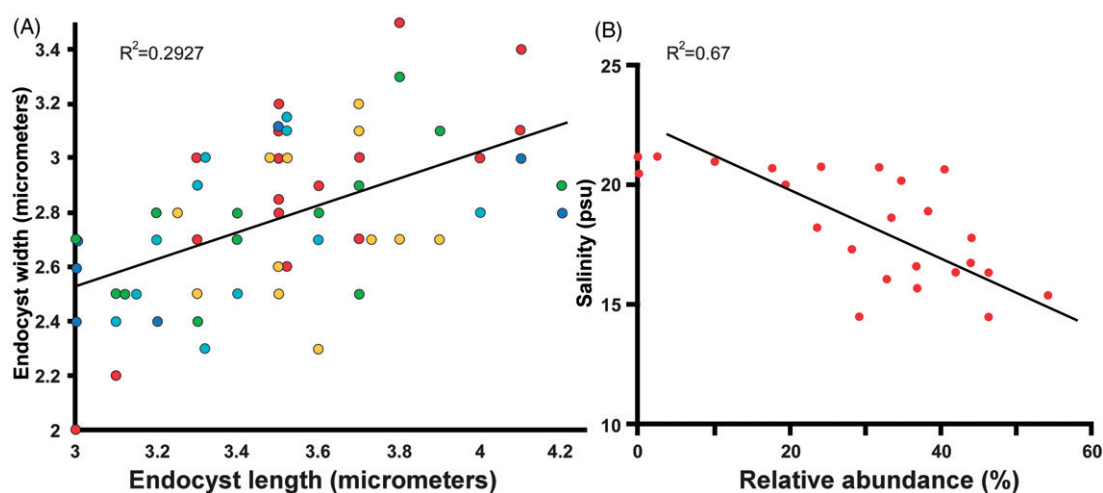 (A)
R²=0.2927
3.4
3.2
3
2.8
2.6
2.4
2.2
2
Endocyst width (micrometers)
3 3.2 3.4 3.6 3.8 4 4.2
Endocyst length (micrometers)
(B)
R²=0.67
25
20
15
10
Salinity (psu)
0 20 40 60
Relative abundance (%)